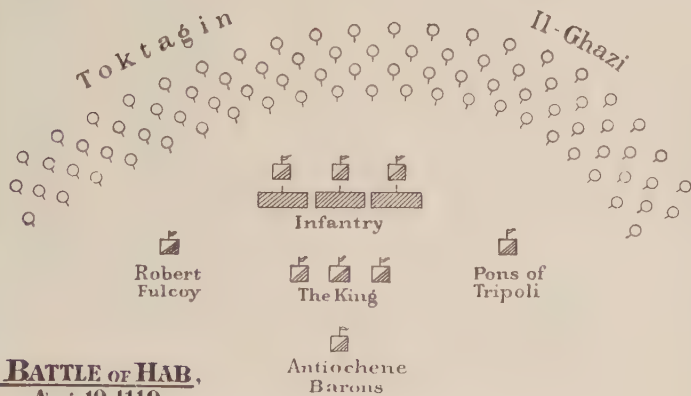 Toktagin
Il-Ghazi
Infantry
Robert
Fulcoy
The King
Pons of
Tripoli
Antiochene
Barons
BATTLE OF HAB,